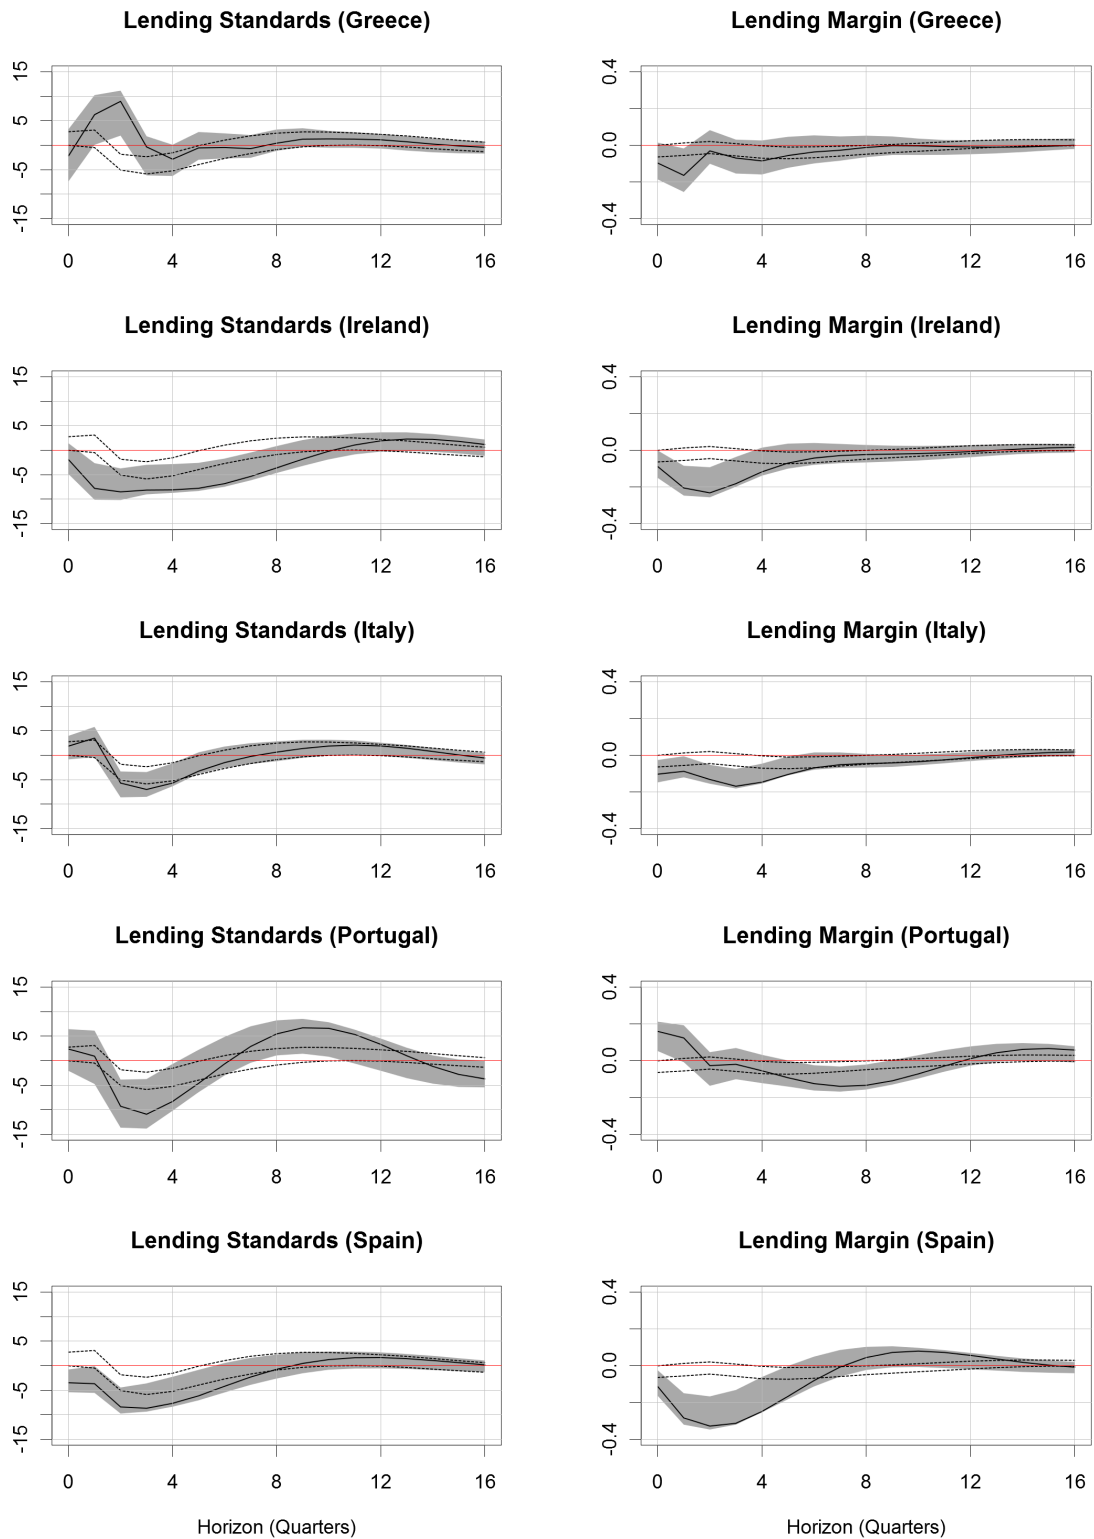 Lending Standards (Greece)
Lending Margin (Greece)
15
5
-5
-15
0 4 8 12 16
0.4
0.0
-0.4
0 4 8 12 16
Lending Standards (Ireland)
Lending Margin (Ireland)
15
5
-5
-15
0 4 8 12 16
0.4
0.0
-0.4
0 4 8 12 16
Lending Standards (Italy)
Lending Margin (Italy)
15
5
-5
-15
0 4 8 12 16
0.4
0.0
-0.4
0 4 8 12 16
Lending Standards (Portugal)
Lending Margin (Portugal)
15
5
-5
-15
0 4 8 12 16
0.4
0.0
-0.4
0 4 8 12 16
Lending Standards (Spain)
Lending Margin (Spain)
15
5
-5
-15
0 4 8 12 16
0.4
0.0
-0.4
0 4 8 12 16
Horizon (Quarters)
Horizon (Quarters)